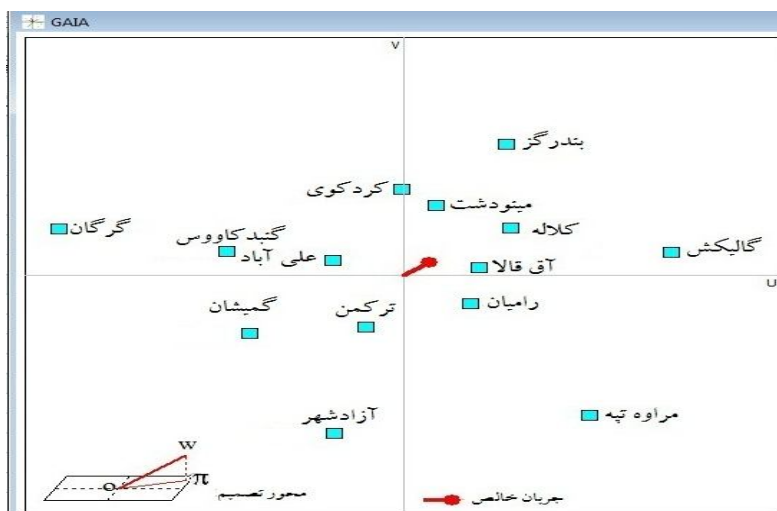 GAIA
V
بندرگز
کردکوی
مینودشت
گرگان
کلاله
گنبدکاووس
گالیکش
علی آباد
آق قالا
U
رامیان
ترکمن
گمیشان
مراوه تپه
آزادشهر
W
O
π
محور تصمیم
جریان خالص